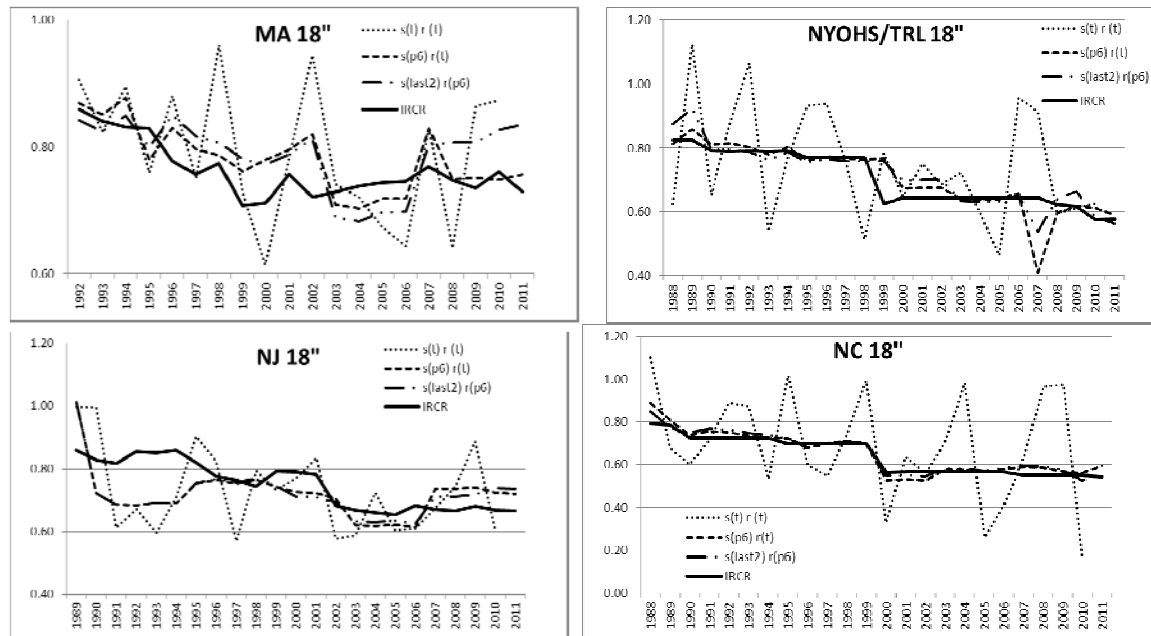 MA 18"
s(t) r (t)
s(p6) r(t)
s(last2) r(p6)
IRCR
1.00
0.80
0.60
1992 1993 1994 1995 1996 1997 1998 1999 2000 2001 2002 2003 2004 2005 2006 2007 2008 2009 2010 2011
NYOHS/TRL 18"
s(t) r (t)
s(p6) r(t)
s(last2) r(p6)
IRCR
1.20
1.00
0.80
0.60
0.40
1988 1989 1990 1991 1992 1993 1994 1995 1996 1997 1998 1999 2000 2001 2002 2003 2004 2005 2006 2007 2008 2009 2010 2011
NJ 18"
s(t) r (t)
s(p6) r(t)
s(last2) r(p6)
IRCR
1.20
1.00
0.80
0.60
0.40
1989 1990 1991 1992 1993 1994 1995 1996 1997 1998 1999 2000 2001 2002 2003 2004 2005 2006 2007 2008 2009 2010 2011
NC 18"
1.20
1.00
0.80
0.60
0.40
0.20
0.00
s(t) r (t)
s(p6) r(t)
s(last2) r(p6)
IRCR
1988 1989 1990 1991 1992 1993 1994 1995 1996 1997 1998 1999 2000 2001 2002 2003 2004 2005 2006 2007 2008 2009 2010 2011